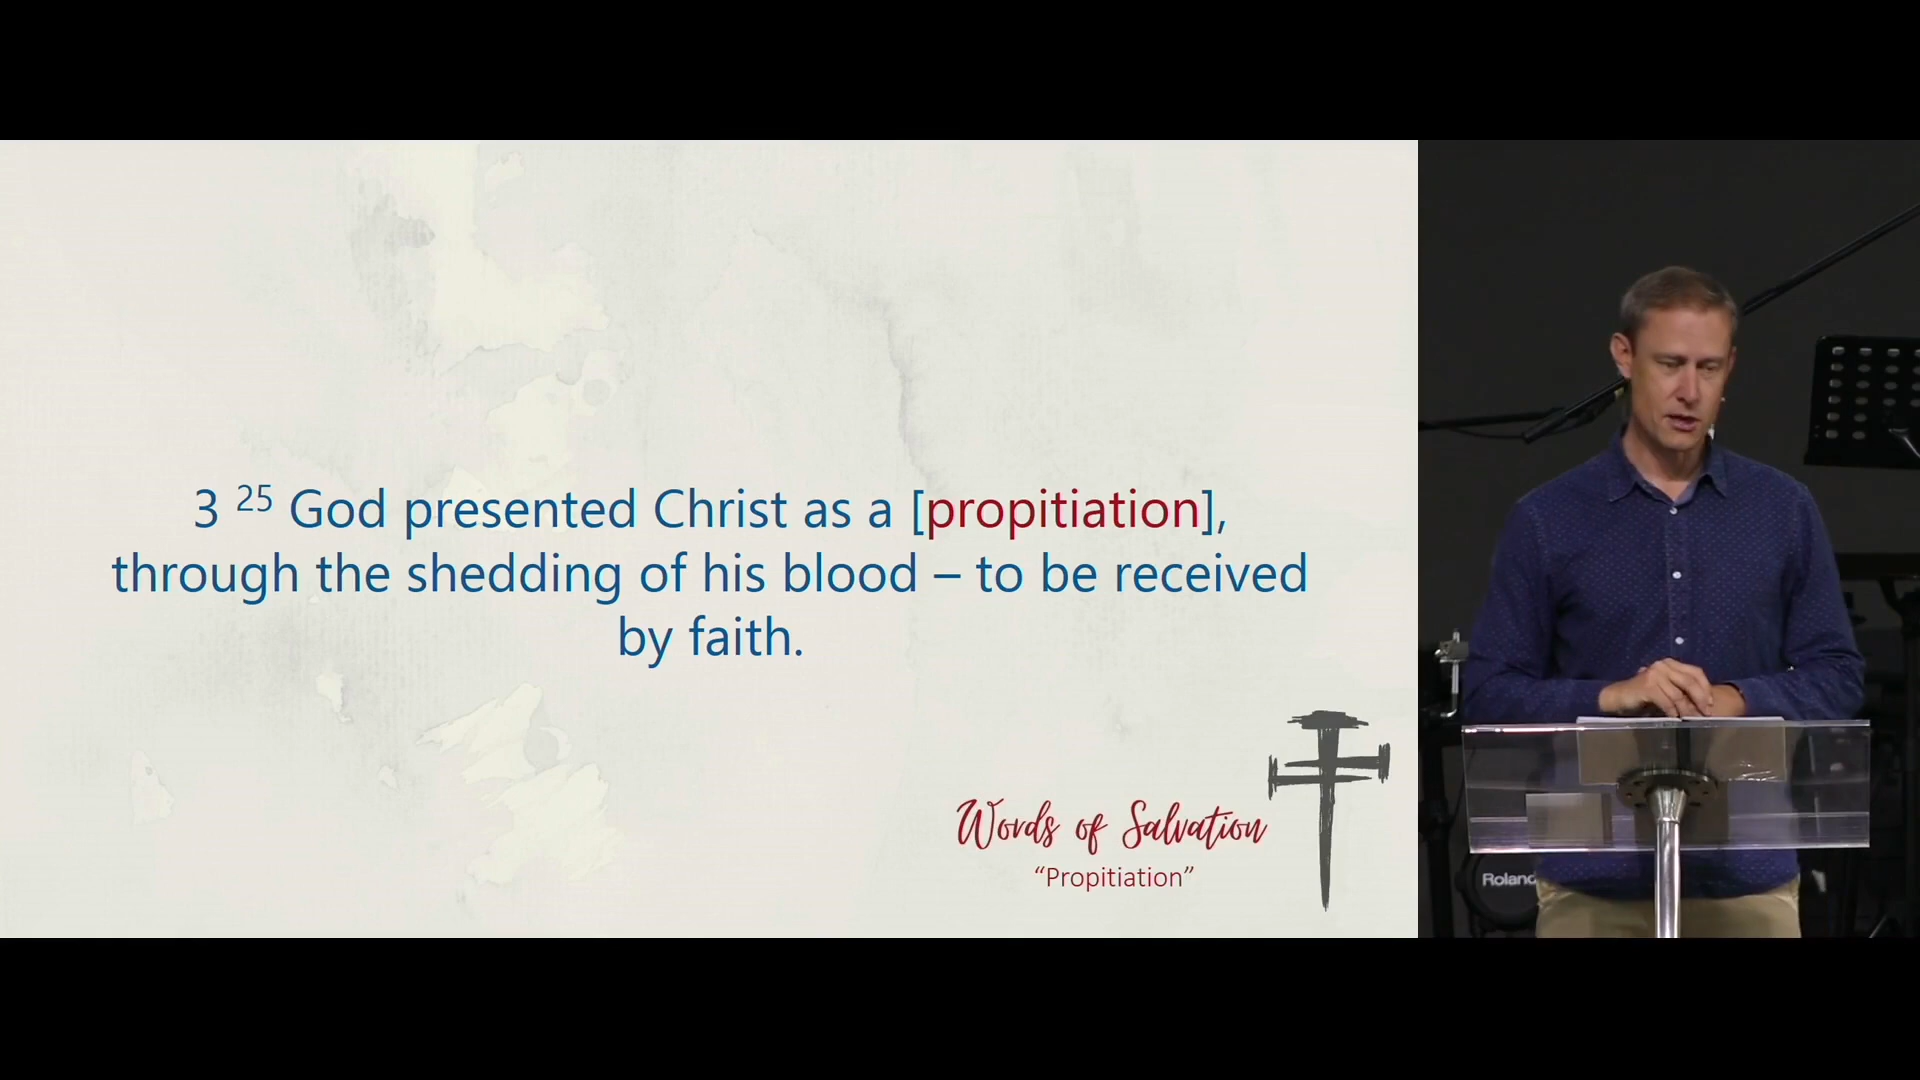 3 25 God presented Christ as a [propitiation],
through the shedding of his blood – to be received
by faith.
Words of Salvation
“Propitiation”
Roland